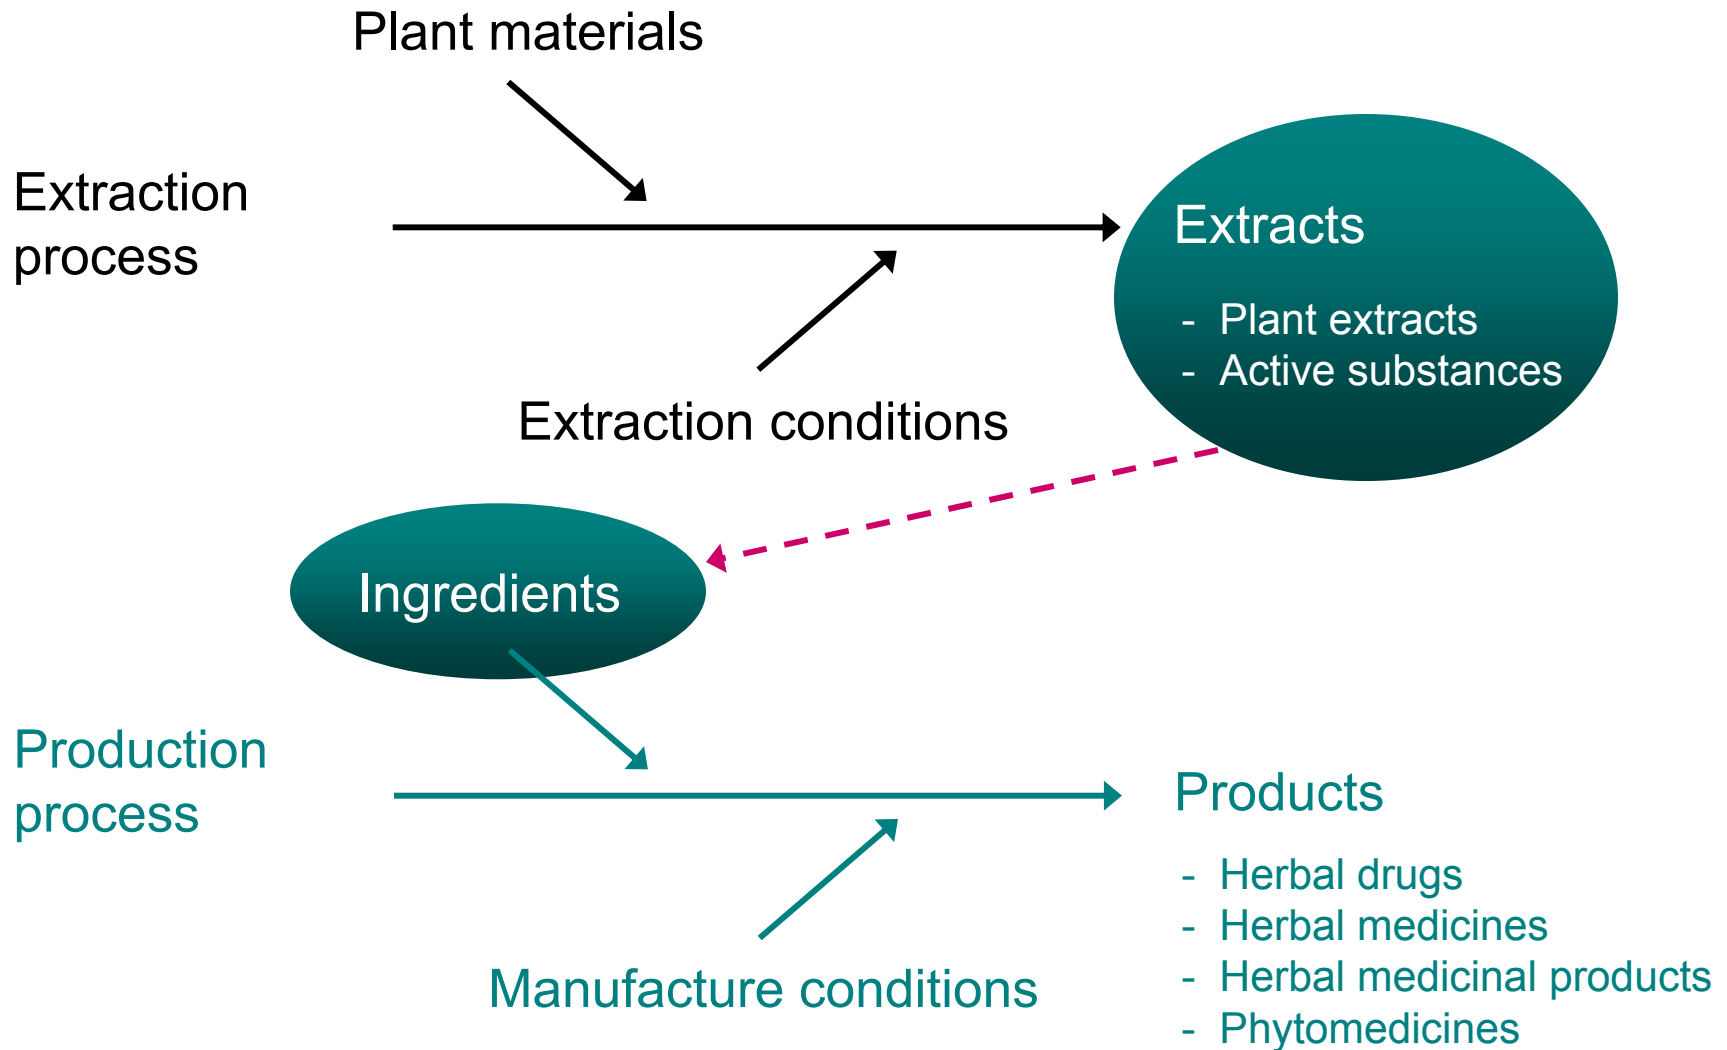 Plant materials
Extraction
process
Extracts
- Plant extracts
- Active substances
Extraction conditions
Ingredients
Production
process
Products
- Herbal drugs
- Herbal medicines
- Herbal medicinal products
- Phytomedicines
Manufacture conditions